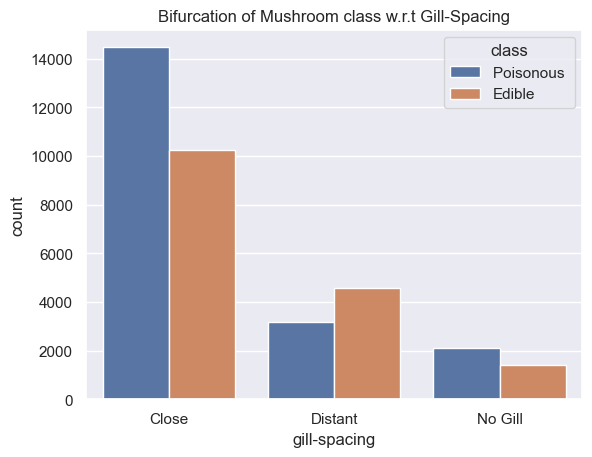 Bifurcation of Mushroom class w.r.t Gill-Spacing
class
Poisonous
Edible
14000
12000
10000
8000
6000
4000
2000
0
count
Close
Distant
No Gill
gill-spacing